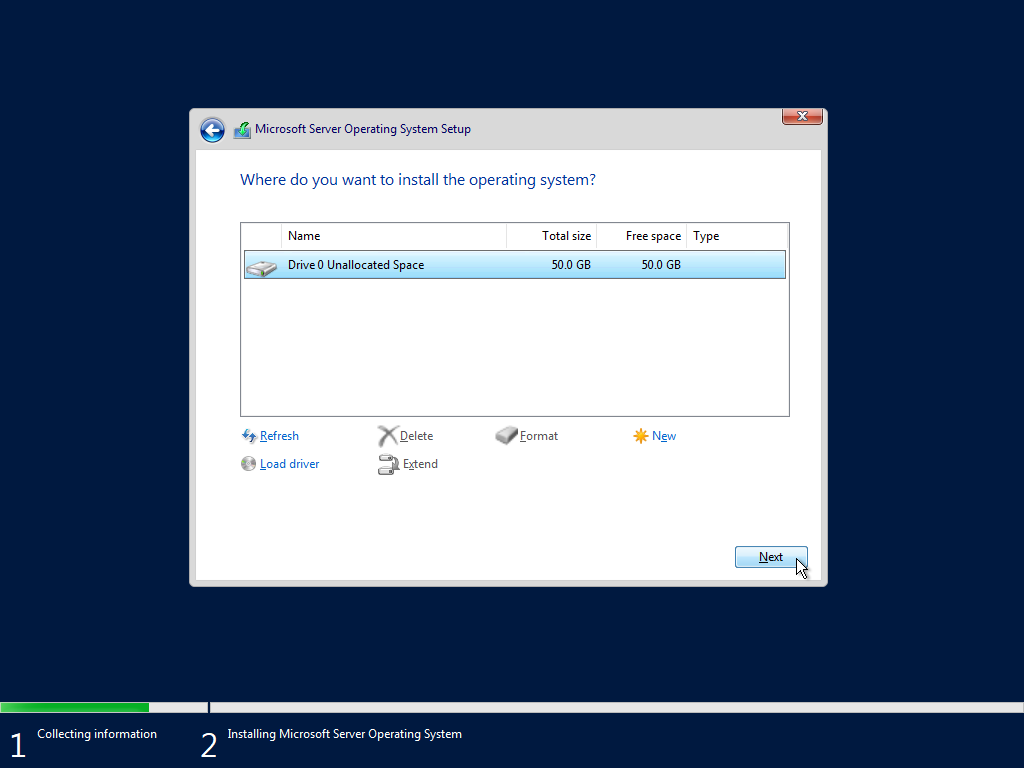 Microsoft Server Operating System Setup
Where do you want to install the operating system?
Name Total size Free space Type
Drive 0 Unallocated Space 50.0 GB 50.0 GB
Refresh Delete Format New
Load driver Extend
Next
1 Collecting information 2 Installing Microsoft Server Operating System